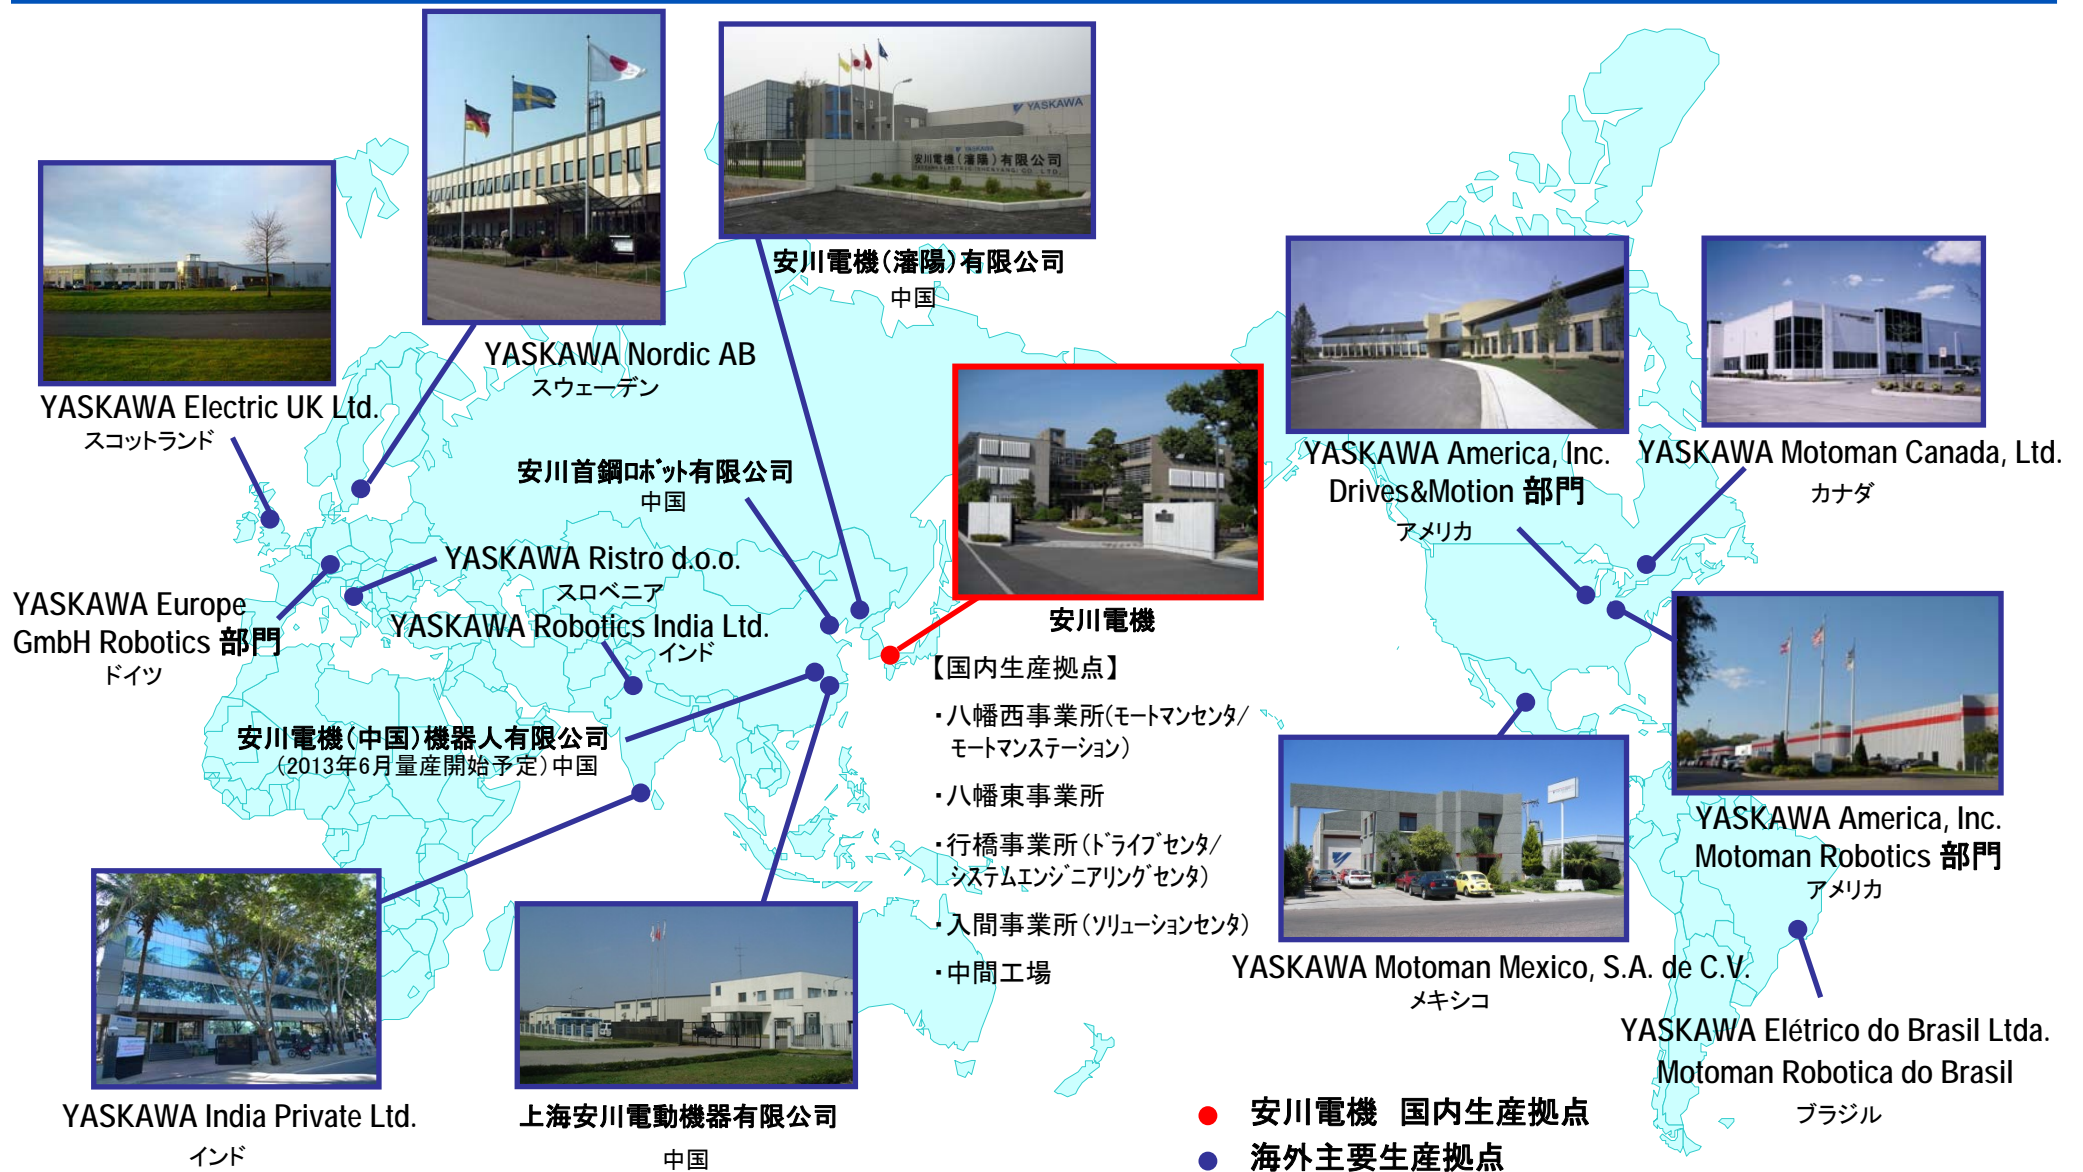 YASKAWA
YASKAWA
安川電機(瀋陽)有限公司
安川電機(瀋陽)有限公司
中国
YASKAWA Nordic AB
スウェーデン
YASKAWA Electric UK Ltd.
スコットランド
安川首鋼ロボット有限公司
中国
YASKAWA America, Inc.
Drives&Motion 部門
アメリカ
YASKAWA Motoman Canada, Ltd.
カナダ
YASKAWA Ristro d.o.o.
スロベニア
YASKAWA Europe
GmbH Robotics 部門
ドイツ
YASKAWA Robotics India Ltd.
インド
安川電機
【国内生産拠点】
・八幡西事業所(モートマンセンタ/
モートマンステーション)
・八幡東事業所
・行橋事業所(ドライブセンタ/
システムエンジニアリングセンタ)
・入間事業所(ソリューションセンタ)
・中間工場
安川電機(中国)機器人有限公司
(2013年6月量産開始予定)中国
YASKAWA America, Inc.
Motoman Robotics 部門
アメリカ
YASKAWA Motoman Mexico, S.A. de C.V.
メキシコ
YASKAWA Elétrico do Brasil Ltda.
Motoman Robotica do Brasil
ブラジル
YASKAWA India Private Ltd.
インド
上海安川電動機器有限公司
中国
安川電機 国内生産拠点
海外主要生産拠点